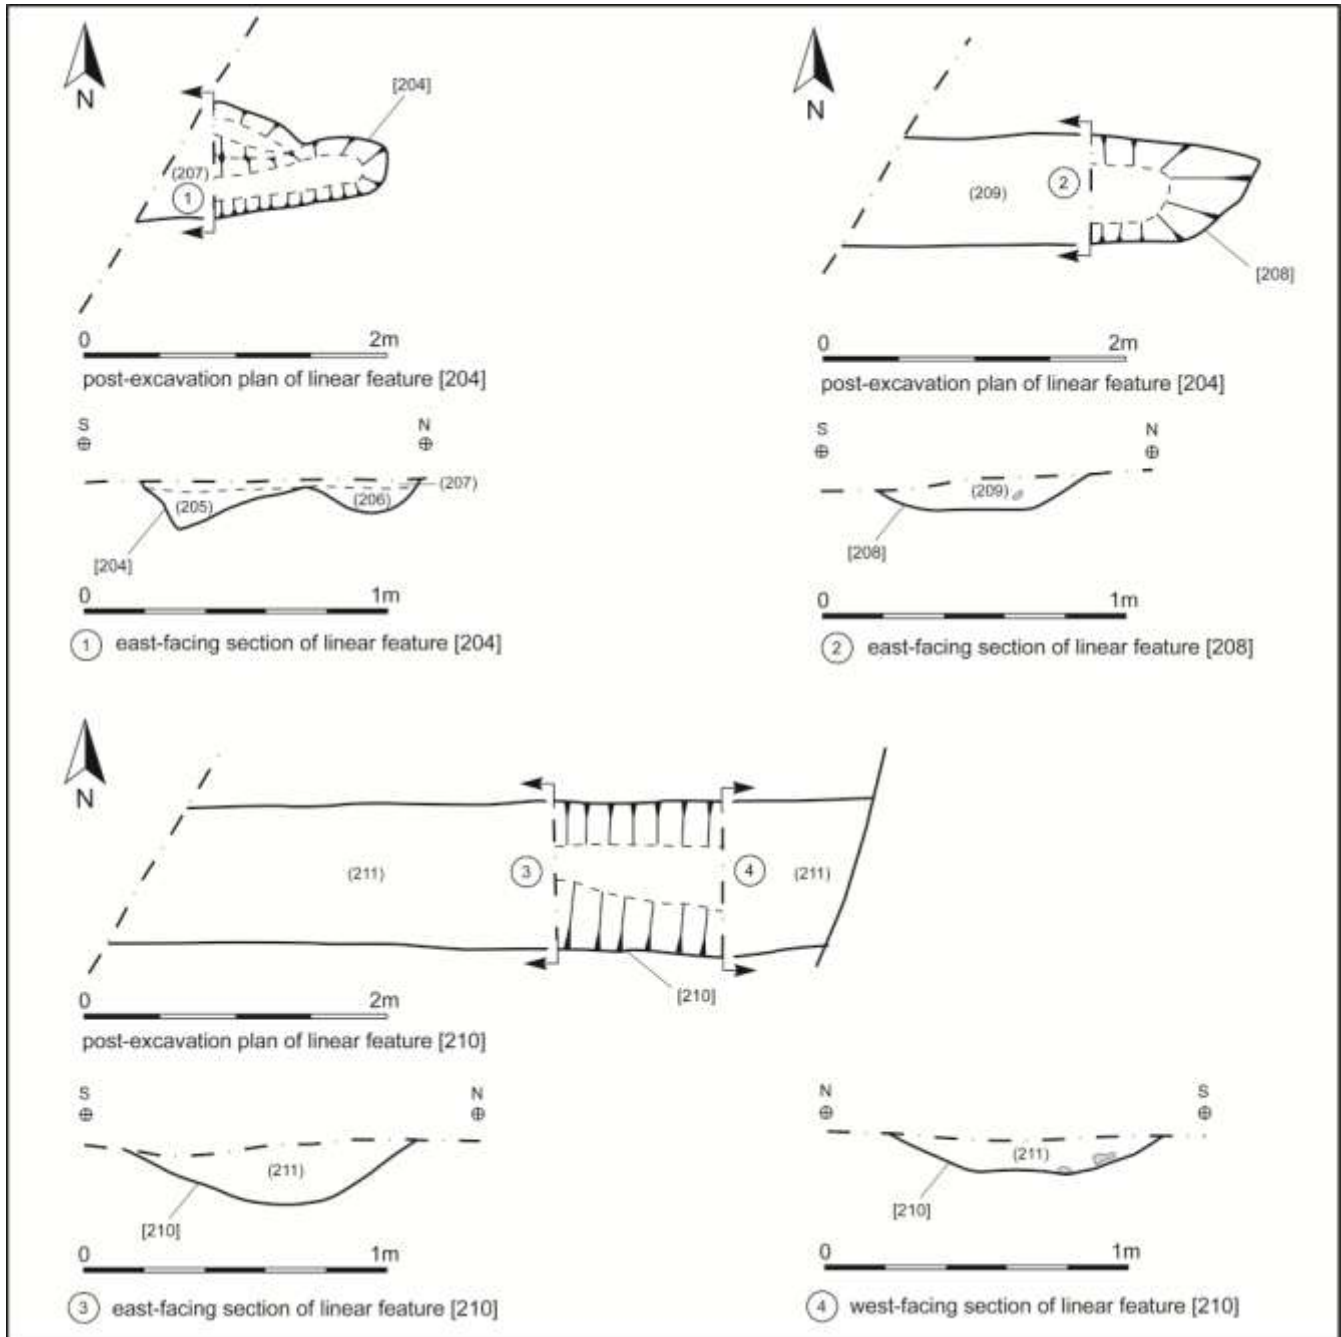 N
[204]
(207)
1
0 2m
post-excavation plan of linear feature [204]
S N
(205) (206) (207)
[204]
0 1m
1 east-facing section of linear feature [204]
N
(209)
2
[208]
0 2m
post-excavation plan of linear feature [204]
S N
(209)
[208]
0 1m
2 east-facing section of linear feature [208]
N
(211) 3 4 (211)
[210]
0 2m
post-excavation plan of linear feature [210]
S N
(211)
[210]
0 1m
3 east-facing section of linear feature [210]
N S
(211)
[210]
0 1m
4 west-facing section of linear feature [210]